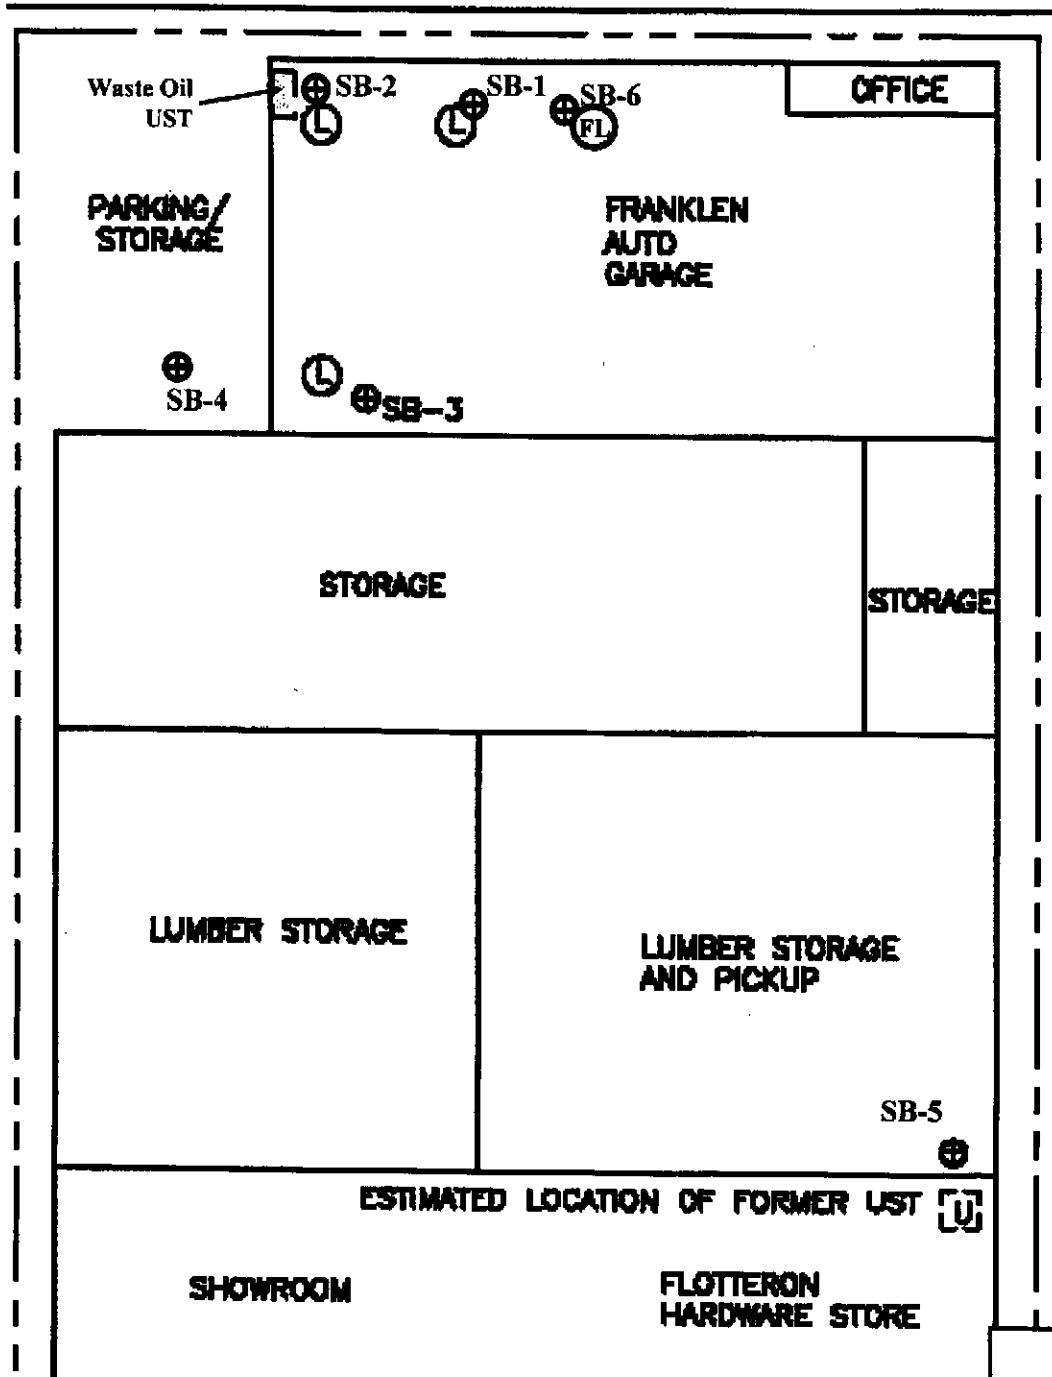 Waste Oil
UST
SB-2
SB-1
SB-6
OFFICE
L
L
FL
PARKING/
STORAGE
FRANKLEN
AUTO
GARAGE
L
SB-4
SB-3
STORAGE
STORAGE
LUMBER STORAGE
LUMBER STORAGE
AND PICKUP
SB-5
ESTIMATED LOCATION OF FORMER UST
U
SHOWROOM
FLOTTERON
HARDWARE STORE